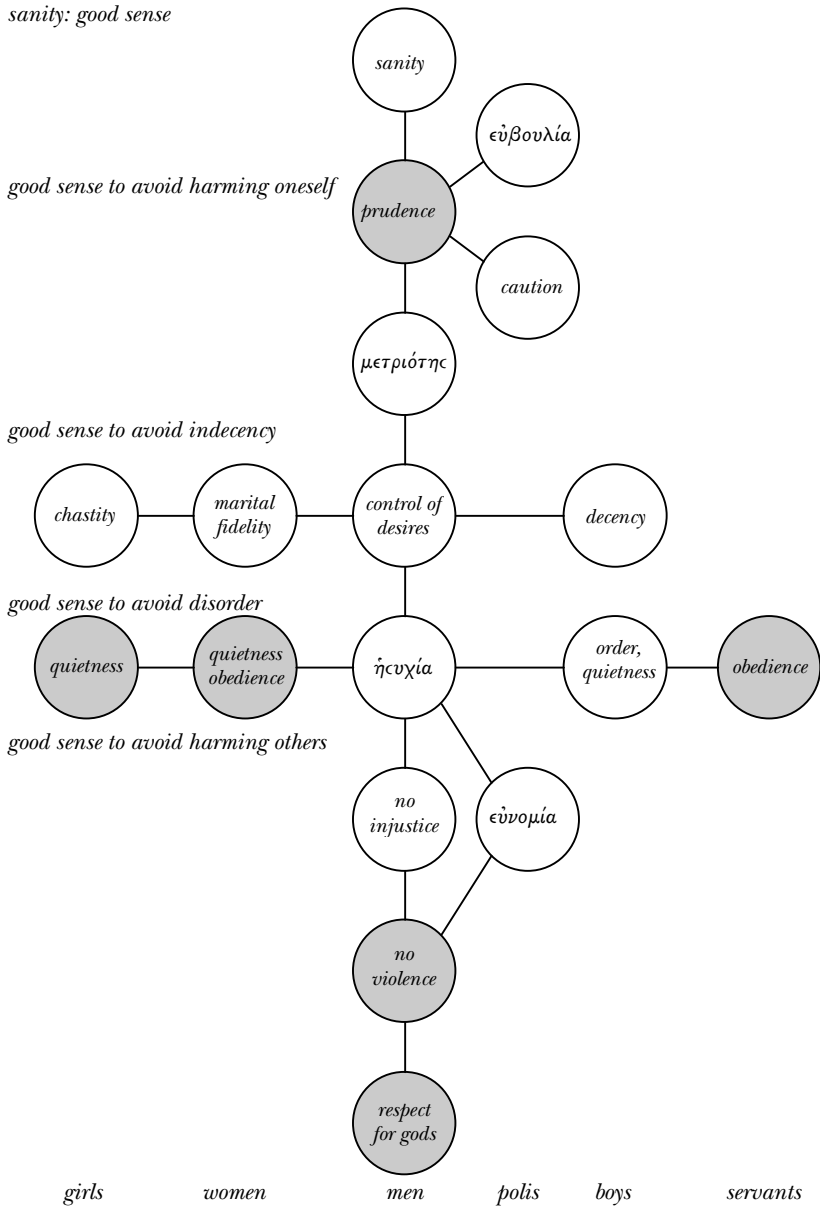 sanity: good sense
sanity
εὐβουλία
good sense to avoid harming oneself
prudence
caution
μετριότης
good sense to avoid indecency
chastity
marital
fidelity
control of
desires
decency
good sense to avoid disorder
quietness
quietness
obedience
ἡϲυχία
order,
quietness
obedience
good sense to avoid harming others
no
injustice
εὐνομία
no
violence
respect
for gods
girls women men polis boys servants